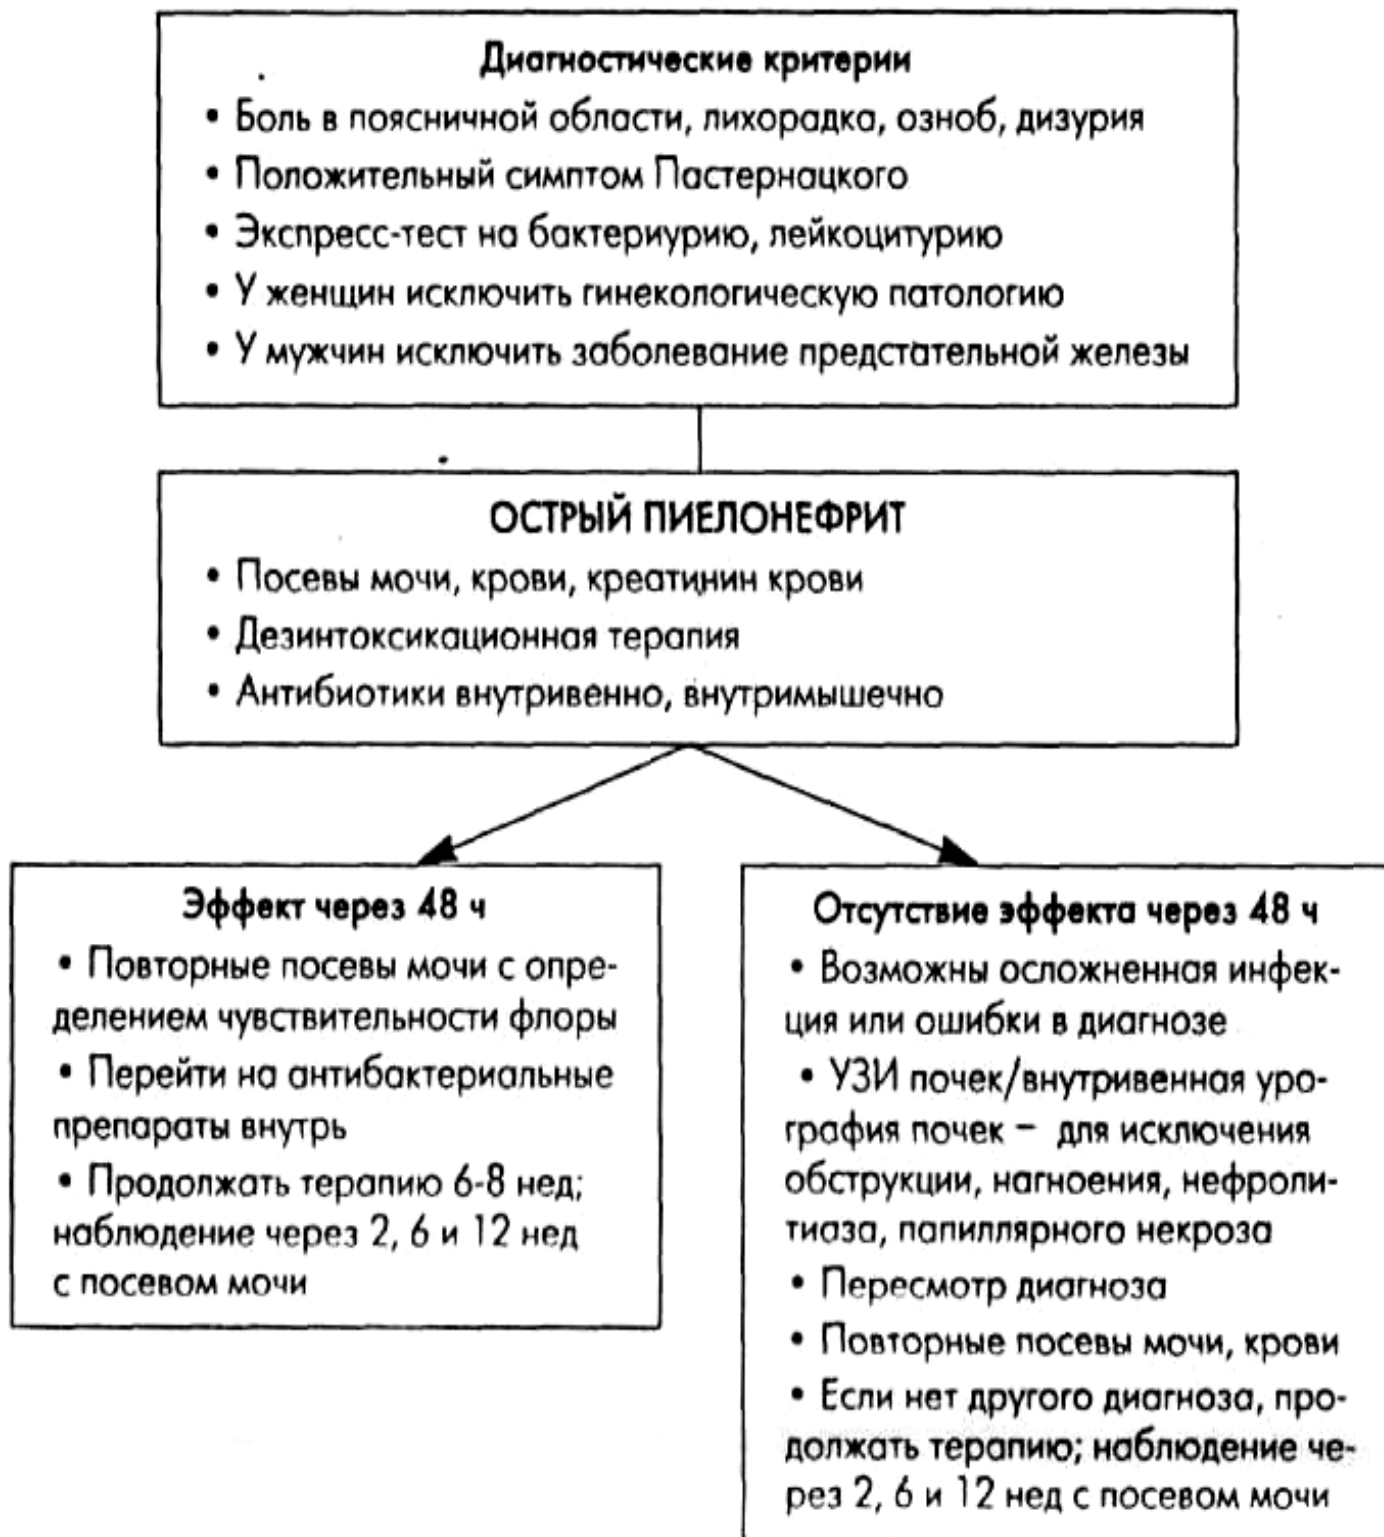 Диагностические критерии
• Боль в поясничной области, лихорадка, озноб, дизурия
• Положительный симптом Пастернацкого
• Экспресс-тест на бактериурию, лейкоцитурию
• У женщин исключить гинекологическую патологию
• У мужчин исключить заболевание предстательной железы
ОСТРЫЙ ПИЕЛОНЕФРИТ
• Посевы мочи, крови, креатинин крови
• Дезинтоксикационная терапия
• Антибиотики внутривенно, внутримышечно
Эффект через 48 ч
• Повторные посевы мочи с опре-
делением чувствительности флоры
• Перейти на антибактериальные
препараты внутрь
• Продолжать терапию 6-8 нед;
наблюдение через 2, 6 и 12 нед
с посевом мочи
Отсутствие эффекта через 48 ч
• Возможны осложненная инфек-
ция или ошибки в диагнозе
• УЗИ почек/внутривенная уро-
графия почек – для исключения
обструкции, нагноения, нефроли-
тиаза, папиллярного некроза
• Пересмотр диагноза
• Повторные посевы мочи, крови
• Если нет другого диагноза, про-
должать терапию; наблюдение че-
рез 2, 6 и 12 нед с посевом мочи